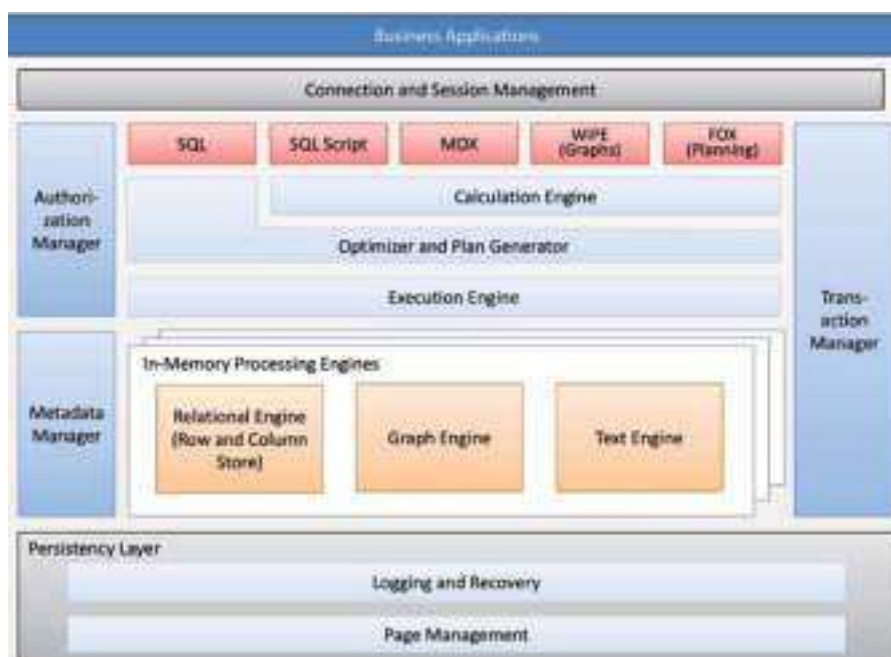 Business Applications
Connection and Session Management
SQL
SQL Script
MDX
WIPE
(Graphs)
FOX
(Planning)
Authori-
zation
Manager
Calculation Engine
Optimizer and Plan Generator
Execution Engine
Trans-
action
Manager
Metadata
Manager
In-Memory Processing Engines
Relational Engine
(Row and Column
Store)
Graph Engine
Text Engine
Persistency Layer
Logging and Recovery
Page Management